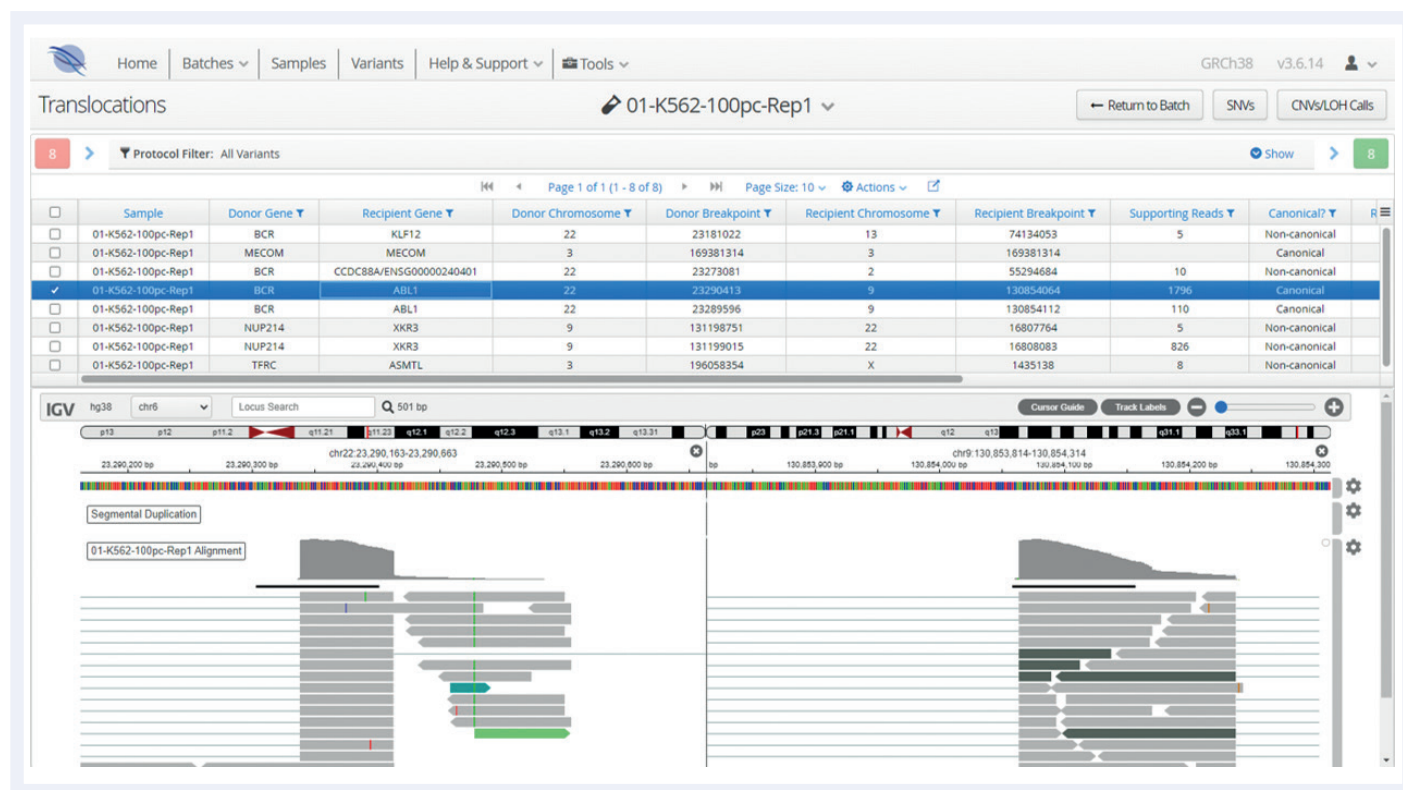 Home Batches Samples Variants Help & Support Tools GRCh38 v3.6.14
Translocations 01-K562-100pc-Rep1 Return to Batch SNVs CNVs/LOH Calls
8 Protocol Filter: All Variants Show 8
Page 1 of 1 (1 - 8 of 8) Page Size: 10 Actions
Sample Donor Gene Recipient Gene Donor Chromosome Donor Breakpoint Recipient Chromosome Recipient Breakpoint Supporting Reads Canonical? R
01-K562-100pc-Rep1 BCR KLF12 22 23181022 13 74134053 5 Non-canonical
01-K562-100pc-Rep1 MECOM MECOM 3 169381314 3 169381314 Canonical
01-K562-100pc-Rep1 BCR CCDC88A/ENSG00000240401 22 23273081 2 55294684 10 Non-canonical
01-K562-100pc-Rep1 BCR ABL1 22 23290413 9 130854064 1796 Canonical
01-K562-100pc-Rep1 BCR ABL1 22 23289596 9 130854112 110 Canonical
01-K562-100pc-Rep1 NUP214 XKR3 9 131198751 22 16807764 5 Non-canonical
01-K562-100pc-Rep1 NUP214 XKR3 9 131199015 22 16808083 826 Non-canonical
01-K562-100pc-Rep1 TFRC ASMTL 3 196058354 X 1435138 8 Non-canonical
IGV hg38 chr6 Locus Search 501 bp Cursor Guide Track Labels
p13 p12 p11.2 q11.21 q11.23 q12.1 q12.2 q12.3 q13.1 q13.2 q13.31 p23 p21.3 p21.1 q12 q13 q31.1 q33.1
chr22:23,290,163-23,290,663 chr9:130,853,814-130,854,314
23,290,200 bp 23,290,300 bp 23,290,400 bp 23,290,500 bp 23,290,600 bp bp 130,853,900 bp 130,854,000 bp 130,854,100 bp 130,854,200 bp 130,854,300
Segmental Duplication
01-K562-100pc-Rep1 Alignment